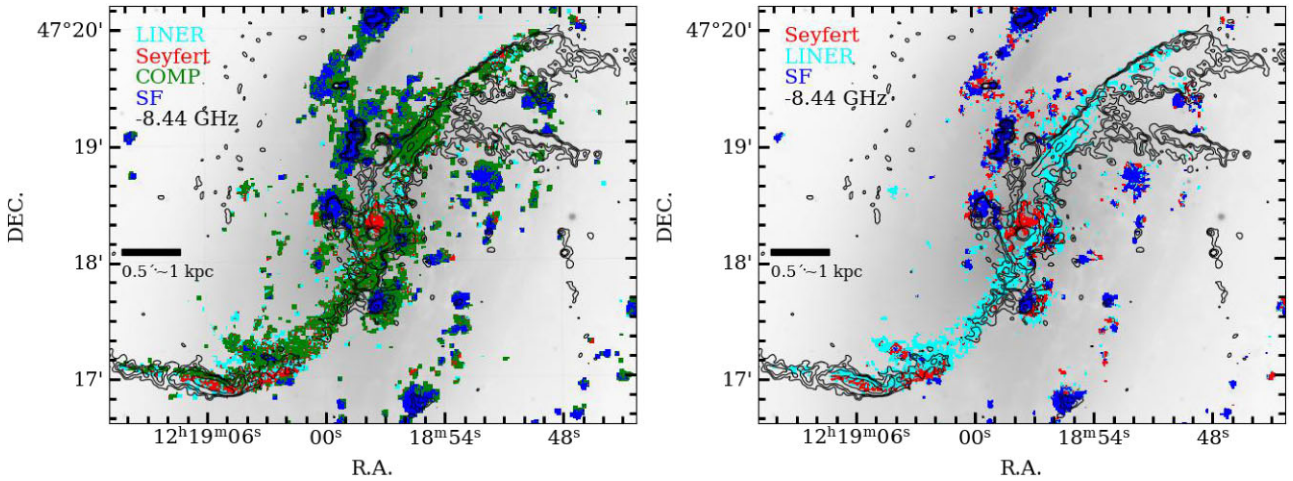 LINER
Seyfert
COMP.
SF
-8.44 GHz
47°20'
19'
18'
17'
DEC.
0.5´~1 kpc
12ʰ19ᵐ06ˢ
00ˢ
18ᵐ54ˢ
48ˢ
R.A.
Seyfert
LINER
SF
-8.44 GHz
47°20'
19'
18'
17'
DEC.
0.5´~1 kpc
12ʰ19ᵐ06ˢ
00ˢ
18ᵐ54ˢ
48ˢ
R.A.